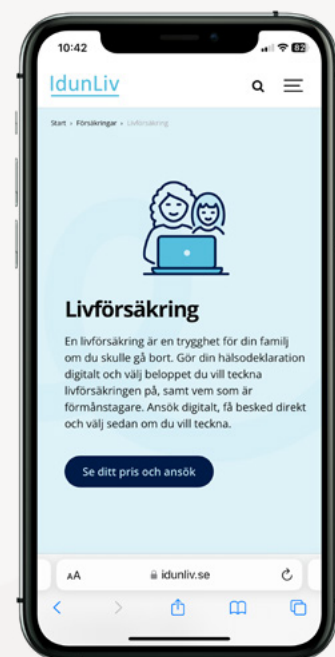 10:42
82
IdunLiv
Start • Försäkringar • Livförsäkring
Livförsäkring
En livförsäkring är en trygghet för din familj
om du skulle gå bort. Gör din hälsodeklaration
digitalt och välj beloppet du vill teckna
livförsäkringen på, samt vem som är
förmånstagare. Ansök digitalt, få besked direkt
och välj sedan om du vill teckna.
Se ditt pris och ansök
AA
idunliv.se